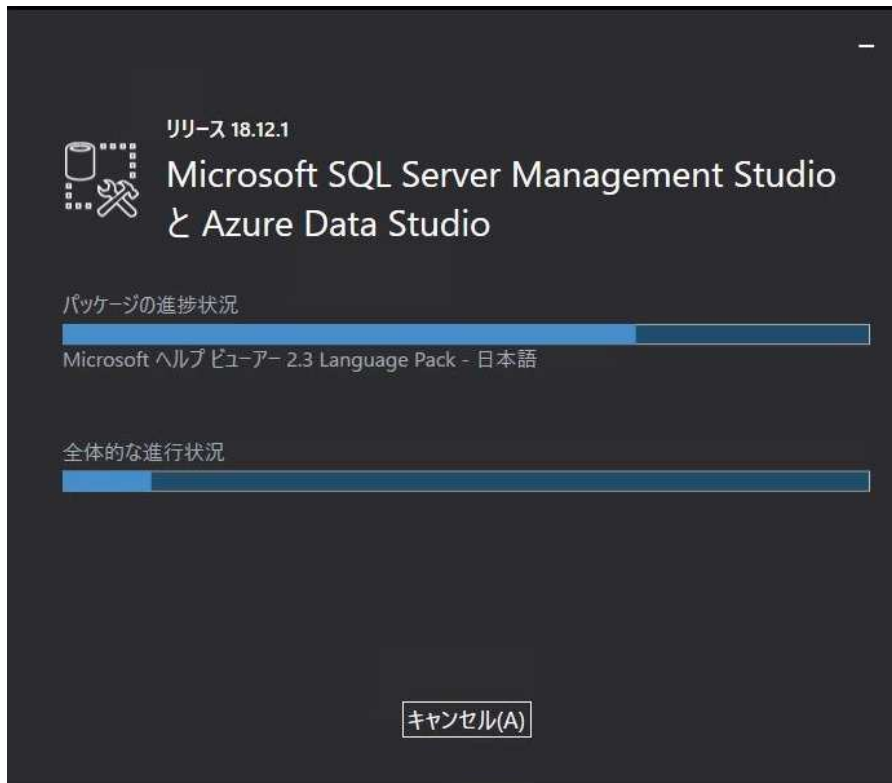 リリース 18.12.1
Microsoft SQL Server Management Studio
と Azure Data Studio
パッケージの進捗状況
Microsoft ヘルプ ビューアー 2.3 Language Pack - 日本語
全体的な進行状況
キャンセル(A)